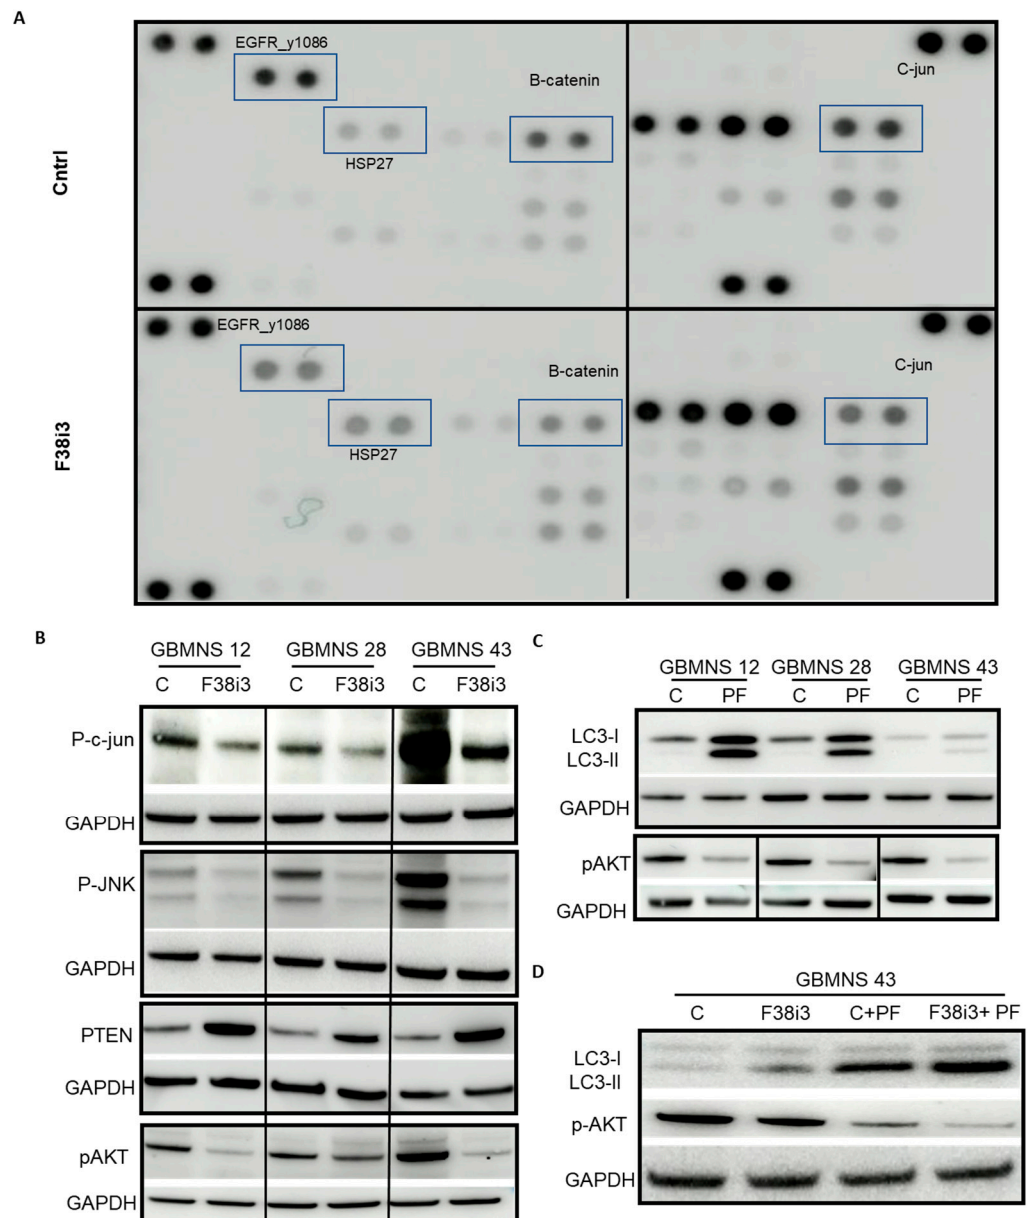 A
EGFR_y1086
B-catenin
C-jun
HSP27
Cntrl
EGFR_y1086
B-catenin
C-jun
HSP27
F38i3
B
GBMNS 12 GBMNS 28 GBMNS 43
C F38i3 C F38i3 C F38i3
P-c-jun
GAPDH
P-JNK
GAPDH
PTEN
GAPDH
pAKT
GAPDH
C
GBMNS 12 GBMNS 28 GBMNS 43
C PF C PF C PF
LC3-I
LC3-II
GAPDH
pAKT
GAPDH
D
GBMNS 43
C F38i3 C+PF F38i3+ PF
LC3-I
LC3-II
p-AKT
GAPDH